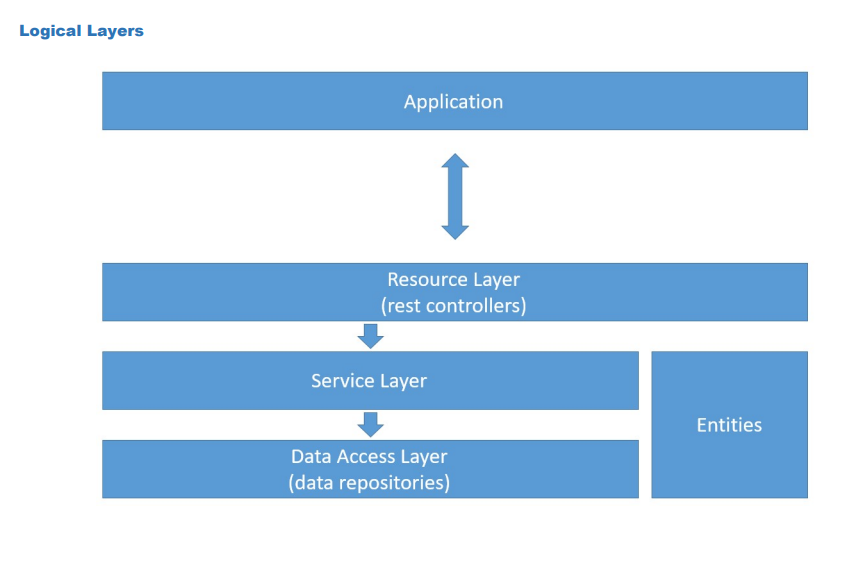 Logical Layers
Application
Resource Layer
(rest controllers)
Service Layer
Entities
Data Access Layer
(data repositories)